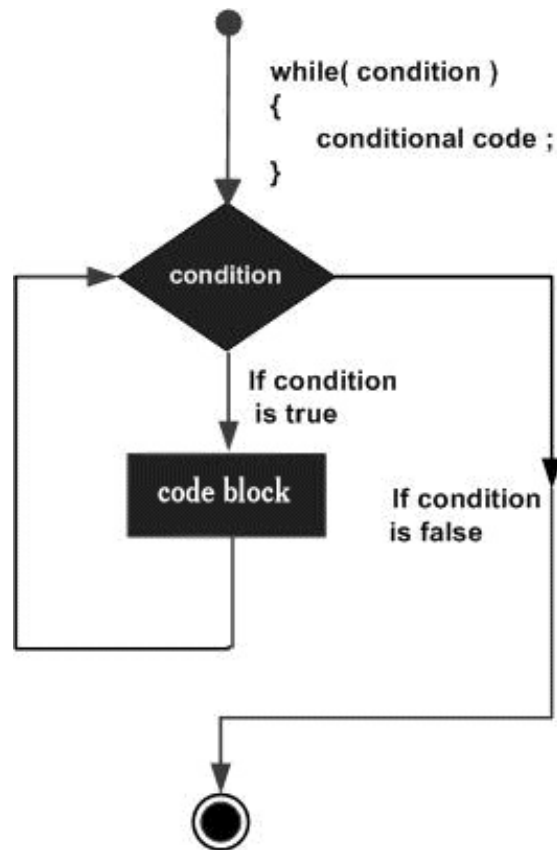 while( condition )
{
conditional code ;
}
condition
If condition
is true
code block
If condition
is false